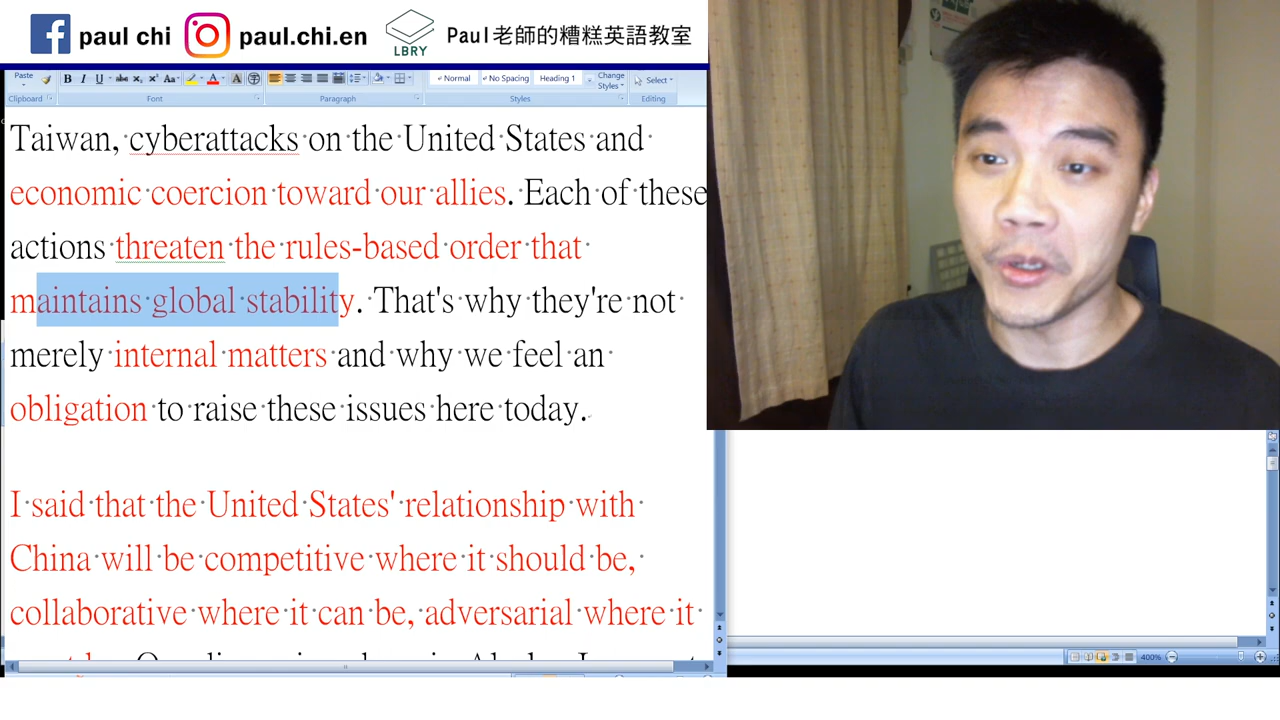 paul chi
paul.chi.en
LBRY
Paul老師的糟糕英語教室
Paste
Clipboard
B I U abc x₂ x² Aa
Font
Paragraph
Normal
No Spacing
Heading 1
Change Styles
Styles
Select
Editing
Taiwan, cyberattacks on the United States and
economic coercion toward our allies. Each of these
actions threaten the rules-based order that
maintains global stability. That's why they're not
merely internal matters and why we feel an
obligation to raise these issues here today.
I said that the United States' relationship with
China will be competitive where it should be,
collaborative where it can be, adversarial where it
400%